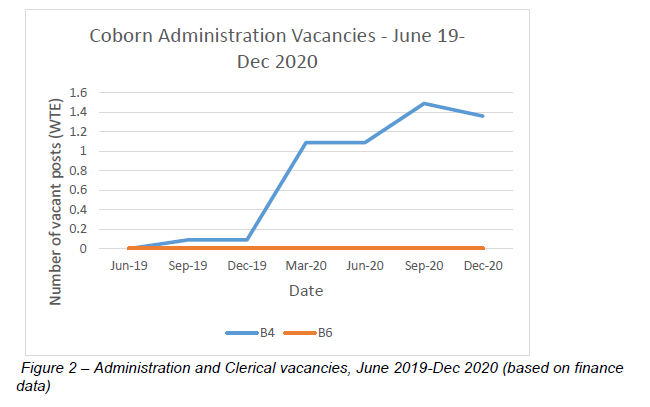 Coborn Administration Vacancies - June 19-
Dec 2020
Number of vacant posts (WTE)
1.6
1.4
1.2
1
0.8
0.6
0.4
0.2
0
Jun-19 Sep-19 Dec-19 Mar-20 Jun-20 Sep-20 Dec-20
Date
B4 B6
Figure 2 – Administration and Clerical vacancies, June 2019-Dec 2020 (based on finance
data)